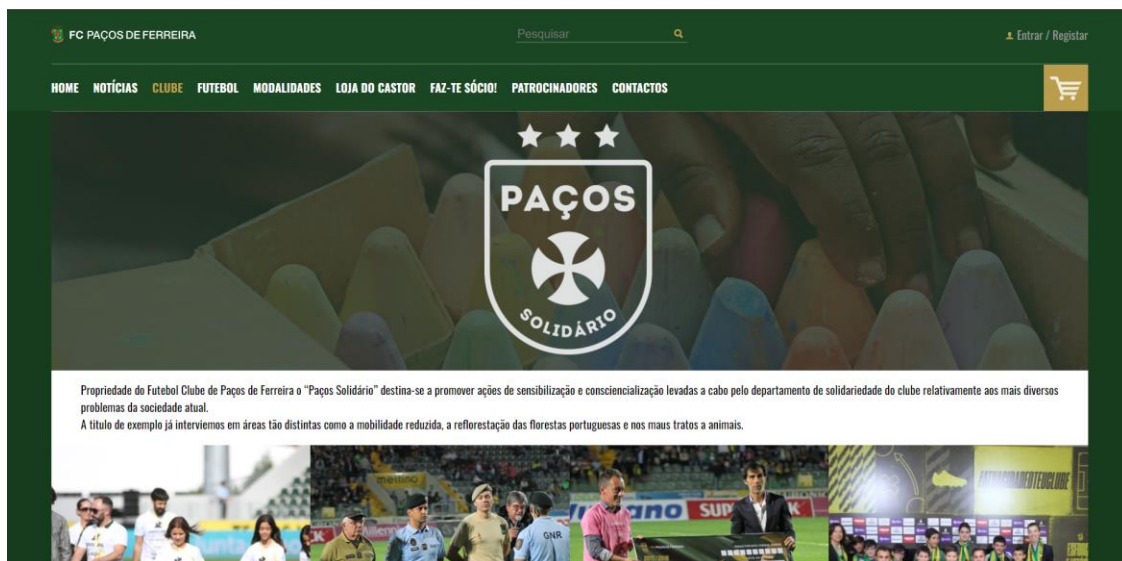 FC PAÇOS DE FERREIRA
Pesquisar
Entrar / Registar
HOME NOTÍCIAS CLUBE FUTEBOL MODALIDADES LOJA DO CASTOR FAZ-TE SÓCIO! PATROCINADORES CONTACTOS
PAÇOS
SOLIDÁRIO
Propriedade do Futebol Clube de Paços de Ferreira o “Paços Solidário” destina-se a promover ações de sensibilização e consciencialização levadas a cabo pelo departamento de solidariedade do clube relativamente aos mais diversos
problemas da sociedade atual.
A titulo de exemplo já interviemos em áreas tão distintas como a mobilidade reduzida, a reflorestação das florestas portuguesas e nos maus tratos a animais.
GNR